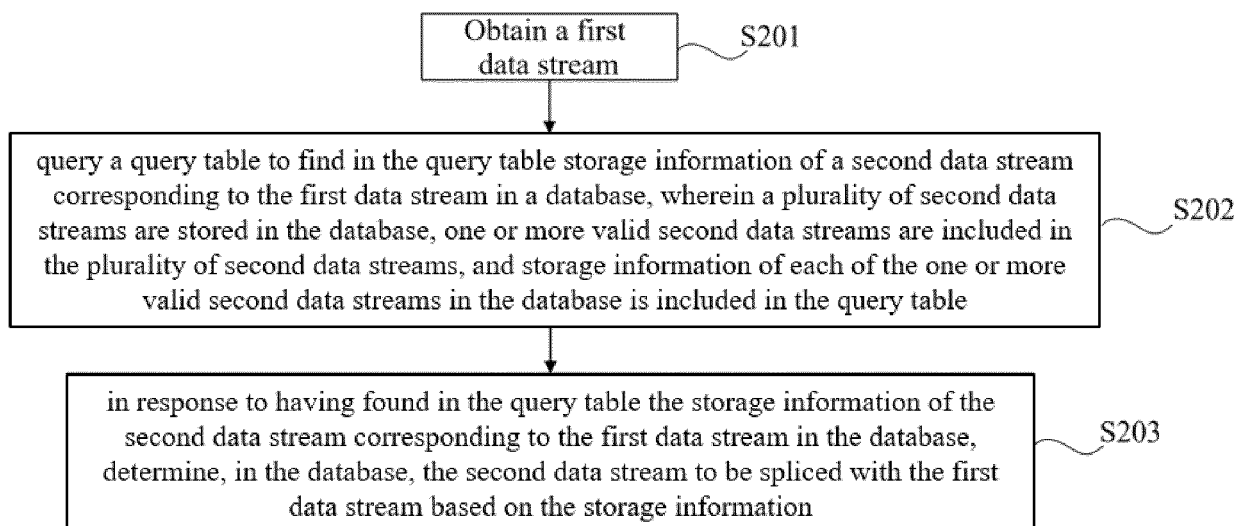 Obtain a first
data stream
S201
query a query table to find in the query table storage information of a second data stream
corresponding to the first data stream in a database, wherein a plurality of second data
streams are stored in the database, one or more valid second data streams are included in
the plurality of second data streams, and storage information of each of the one or more
valid second data streams in the database is included in the query table
S202
in response to having found in the query table the storage information of the
second data stream corresponding to the first data stream in the database,
determine, in the database, the second data stream to be spliced with the first
data stream based on the storage information
S203